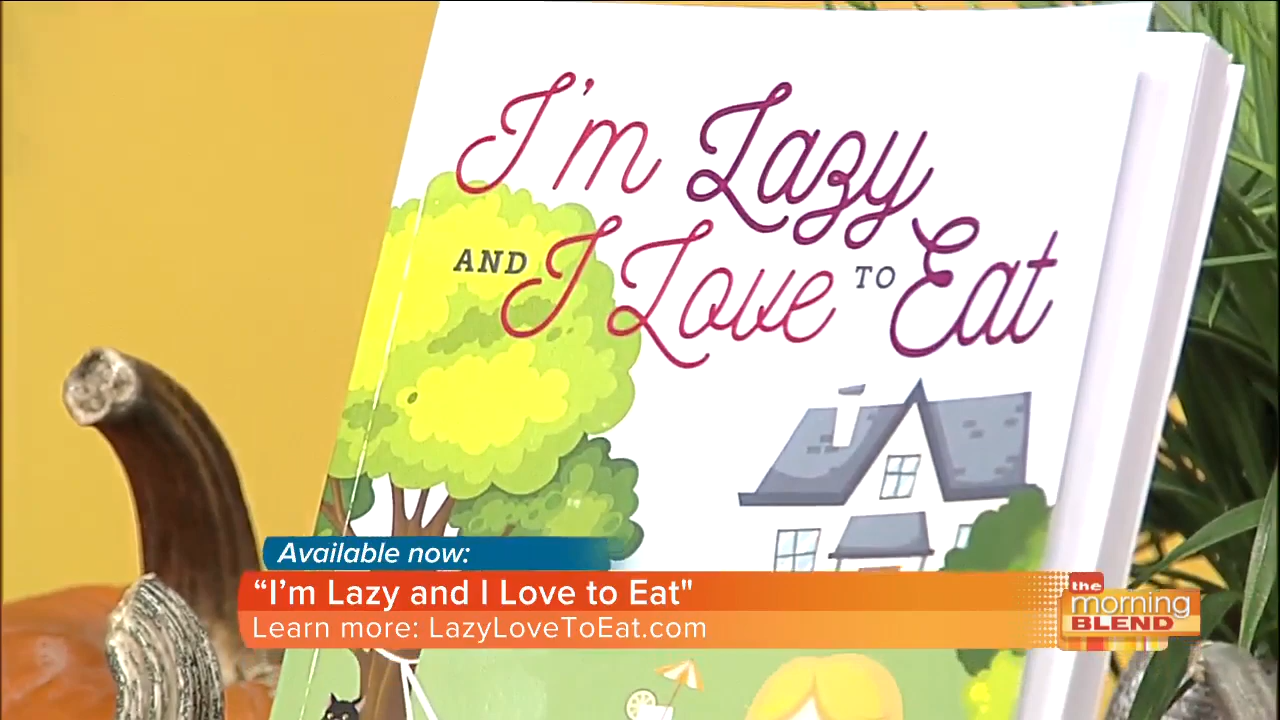 I'm Lazy
AND I Love TO Eat
Available now:
“I’m Lazy and I Love to Eat"
Learn more: LazyLoveToEat.com
the
morning
BLEND